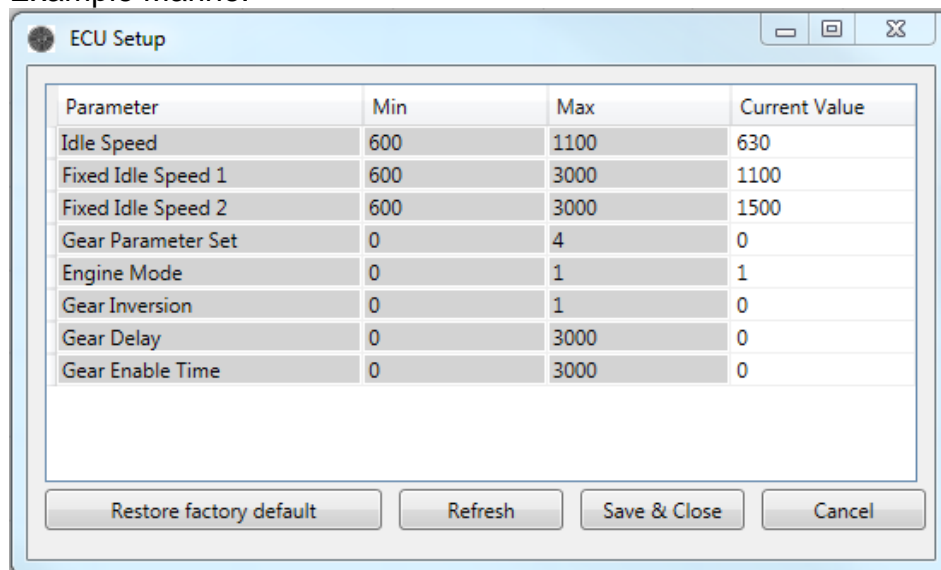 ECU Setup
Parameter Min Max Current Value
Idle Speed 600 1100 630
Fixed Idle Speed 1 600 3000 1100
Fixed Idle Speed 2 600 3000 1500
Gear Parameter Set 0 4 0
Engine Mode 0 1 1
Gear Inversion 0 1 0
Gear Delay 0 3000 0
Gear Enable Time 0 3000 0
Restore factory default Refresh Save & Close Cancel